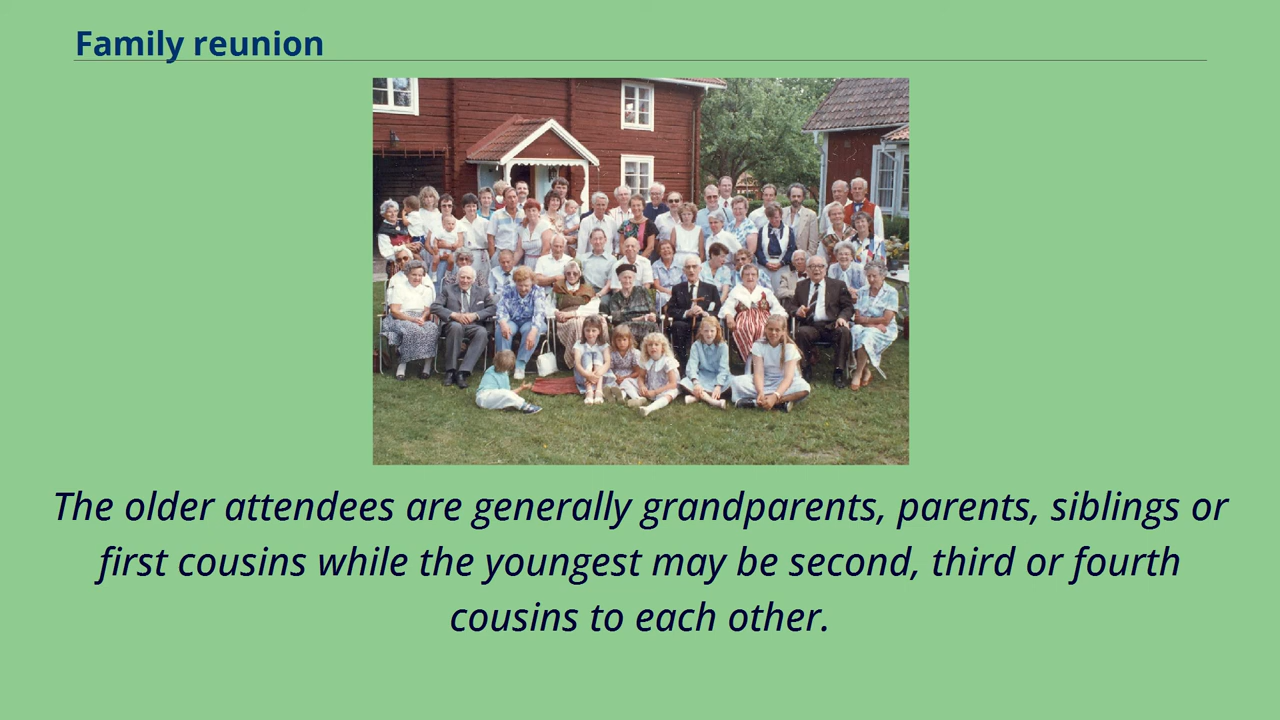 Family reunion
The older attendees are generally grandparents, parents, siblings or
first cousins while the youngest may be second, third or fourth
cousins to each other.